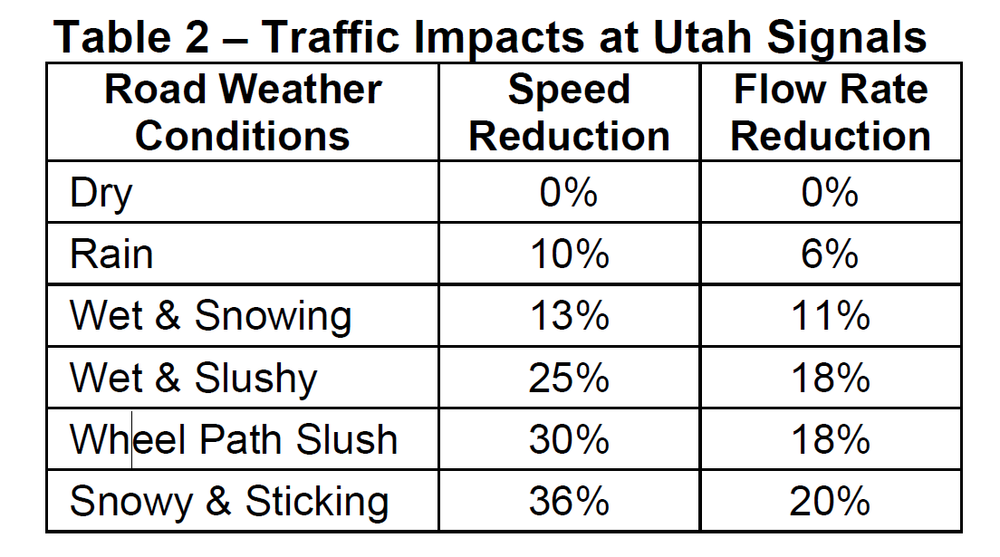 Table 2 – Traffic Impacts at Utah Signals
Road Weather Conditions Speed Reduction Flow Rate Reduction
Dry 0% 0%
Rain 10% 6%
Wet & Snowing 13% 11%
Wet & Slushy 25% 18%
Wheel Path Slush 30% 18%
Snowy & Sticking 36% 20%